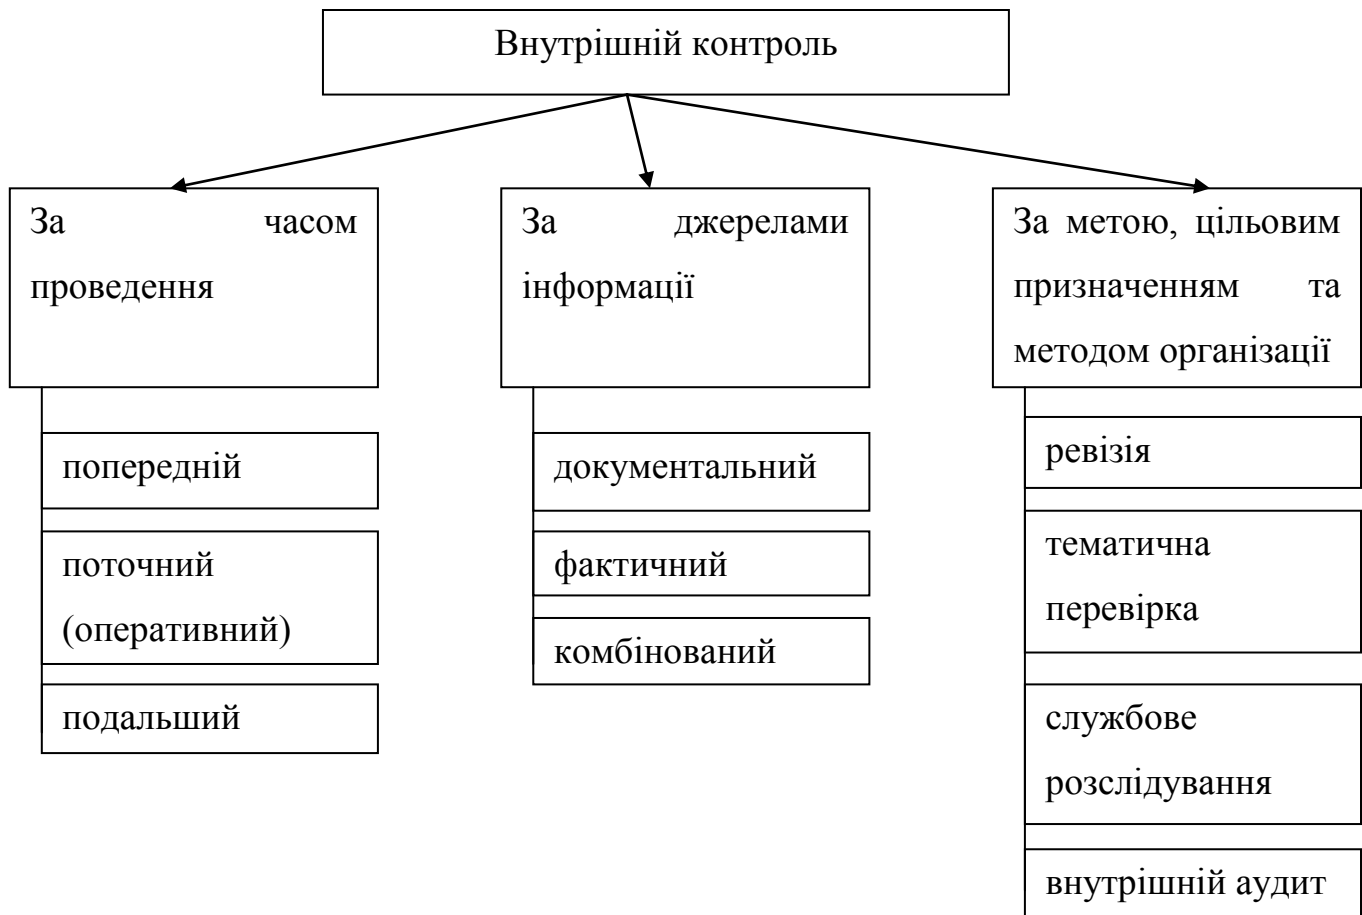 Внутрішній контроль
За часом
проведення
За джерелами
інформації
За метою, цільовим
призначенням та
методом організації
попередній
поточний
(оперативний)
подальший
документальний
фактичний
комбінований
ревізія
тематична
перевірка
службове
розслідування
внутрішній аудит